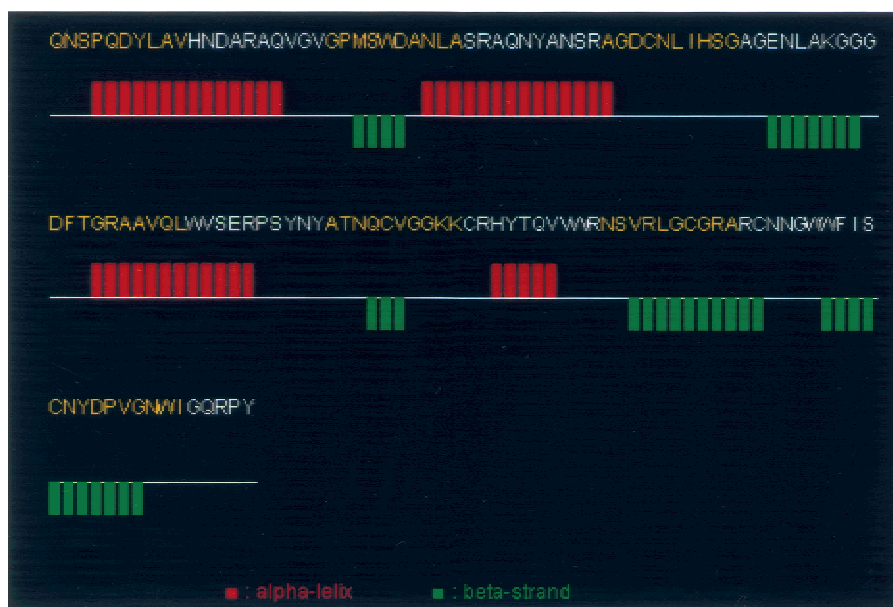 QNSPQDYLAVHNDARAQVGVGPMSWDANLASRAQNYANSRAGDCNLIHSGAGENLAKGGG
DFTGRAAVQLWVSERPSYNYATNQCVGGKKCRHYTQVVWRNSVRLGCGRARCNNGWWFIS
CNYDPVGNWIGQRPY
: alpha-lelix : beta-strand